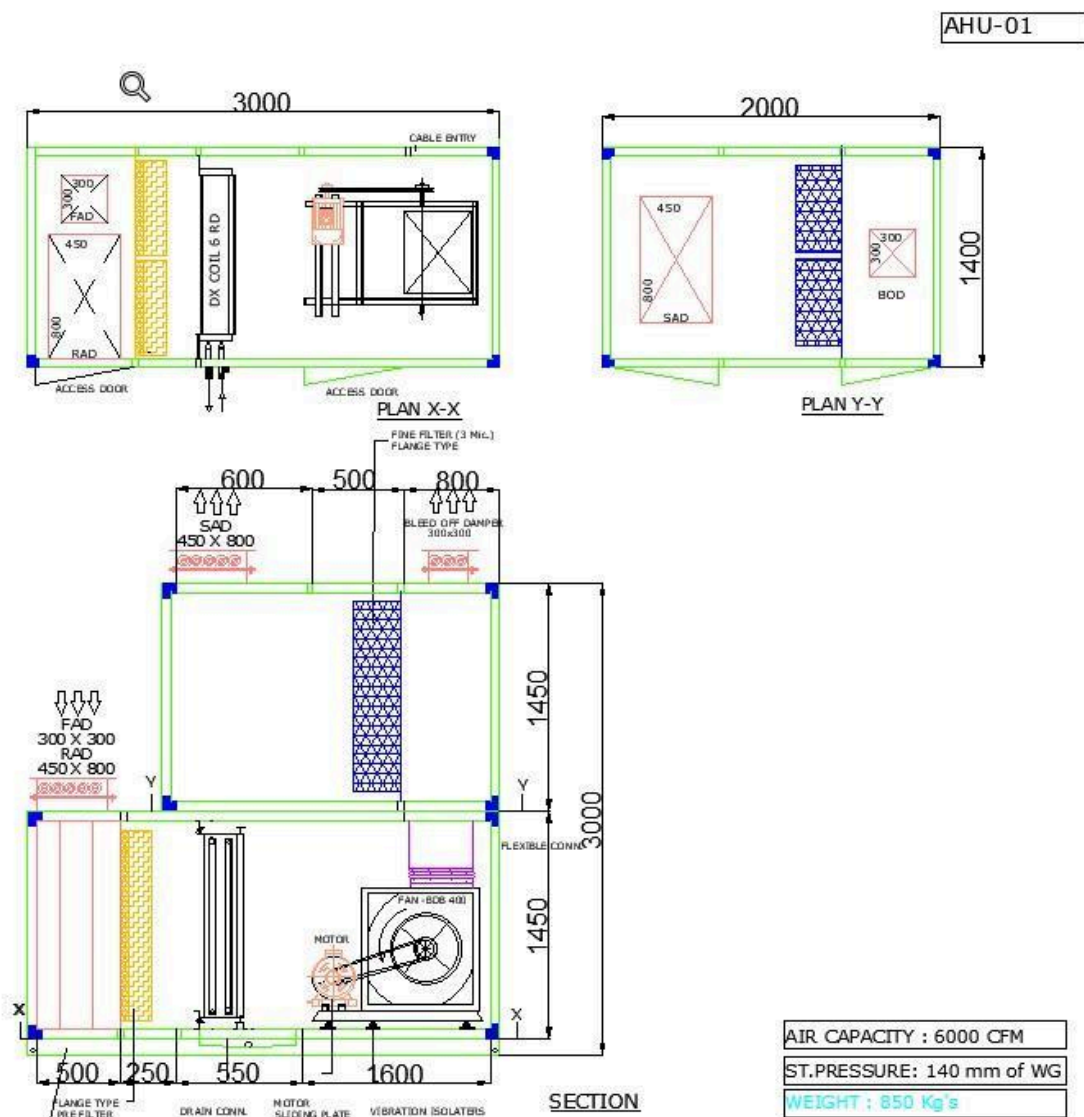 AHU-01
3000
2000
CABLE ENTRY
300
300
FAD
450
800
RAD
DX COIL 6 RD
ACCESS DOOR
ACCESS DOOR
PLAN X-X
450
800
SAD
300
300
BOD
1400
PLAN Y-Y
FINE FILTER (3 Mic.)
FLANGE TYPE
600
500
800
SAD
450 X 800
BLEED OFF DAMPER
300x300
FAD
300 X 300
RAD
450 X 800
Y
Y
1450
3000
FLEXIBLE CONN.
FAN -BDB 400
MOTOR
1450
X
X
500
250
550
1600
FLANGE TYPE
PRE FILTER
DRAIN CONN.
MOTOR
SLIDING PLATE
VIBRATION ISOLATERS
SECTION
AIR CAPACITY : 6000 CFM
ST.PRESSURE: 140 mm of WG
WEIGHT : 850 Kg's